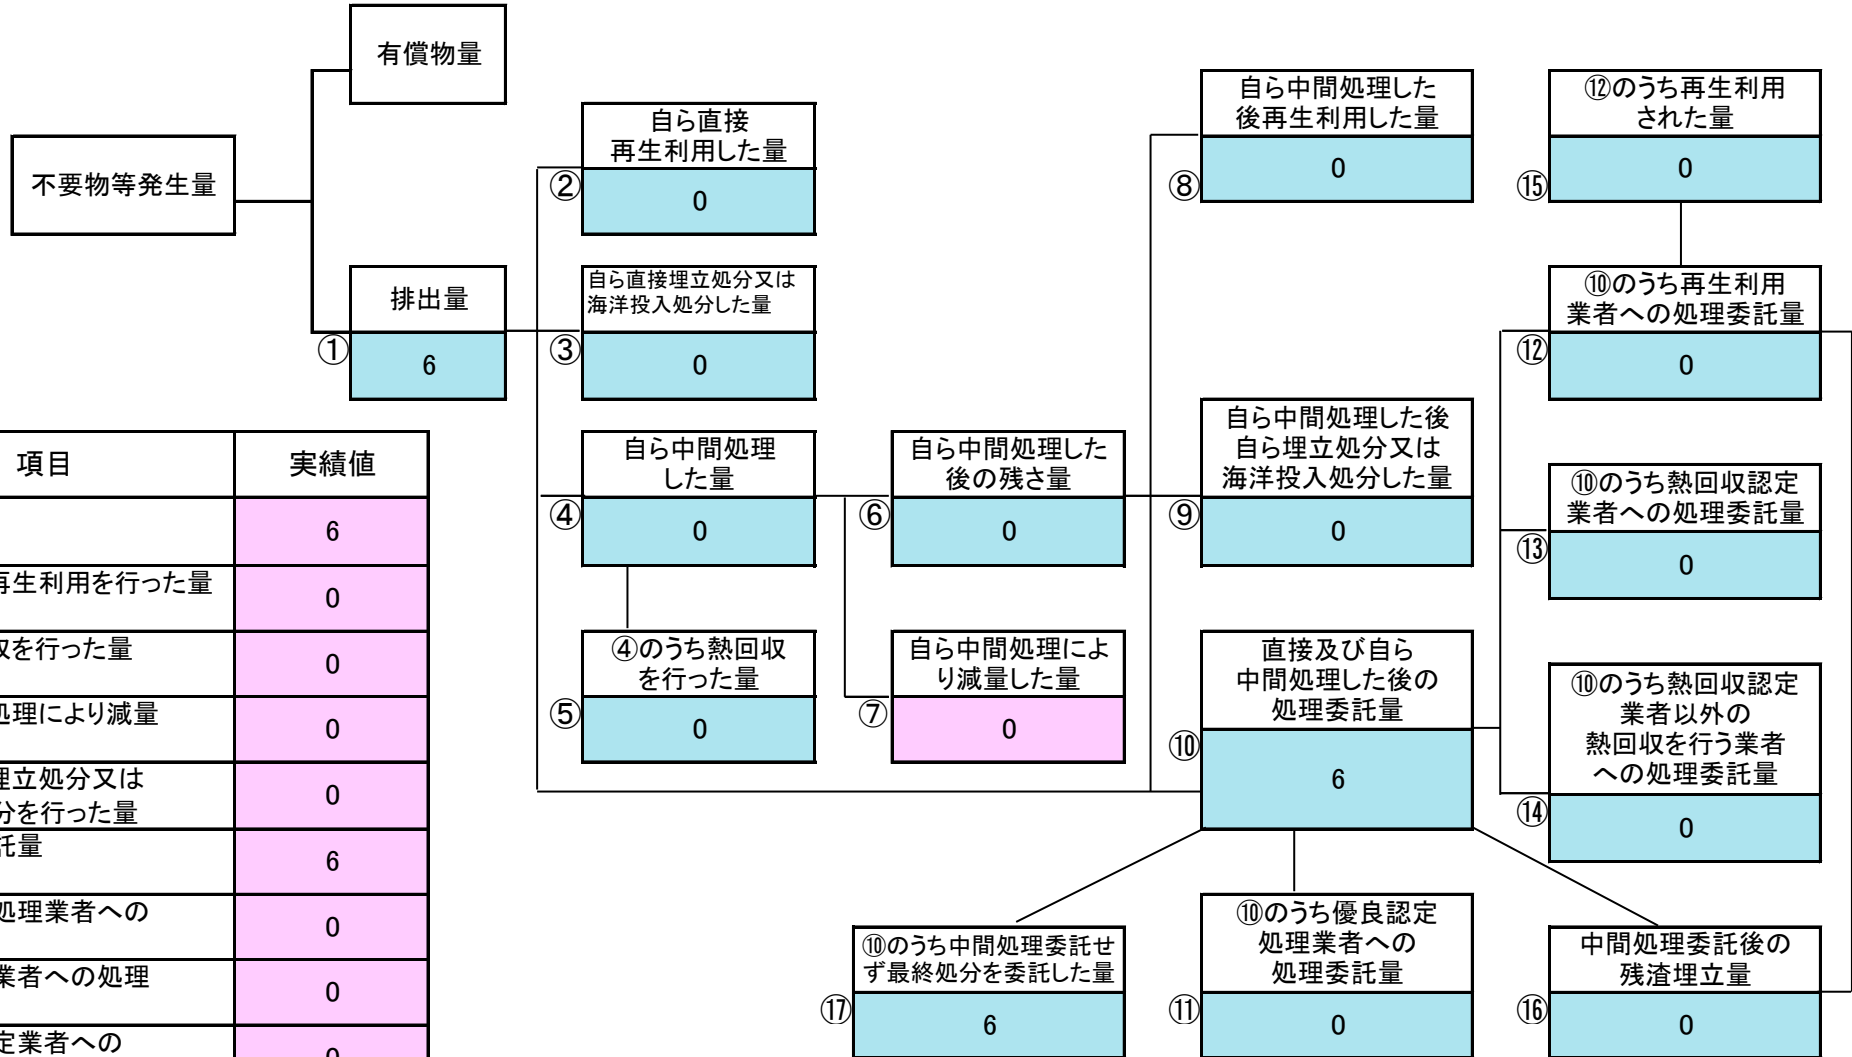 有償物量
不要物等発生量
排出量
①
6
自ら直接
再生利用した量
②
0
自ら直接埋立処分又は
海洋投入処分した量
③
0
自ら中間処理
した量
④
0
④のうち熱回収
を行った量
⑤
0
自ら中間処理した
後の残さ量
⑥
0
自ら中間処理によ
り減量した量
⑦
0
自ら中間処理した
後再生利用した量
⑧
0
自ら中間処理した後
自ら埋立処分又は
海洋投入処分した量
⑨
0
直接及び自ら
中間処理した後の
処理委託量
⑩
6
⑫のうち再生利用
された量
⑮
0
⑩のうち再生利用
業者への処理委託量
⑫
0
⑩のうち熱回収認定
業者への処理委託量
⑬
0
⑩のうち熱回収認定
業者以外の
熱回収を行う業者
への処理委託量
⑭
0
⑩のうち中間処理委託せ
ず最終処分を委託した量
⑰
6
⑩のうち優良認定
処理業者への
処理委託量
⑪
0
中間処理委託後の
残渣埋立量
⑯
0
項目 実績値
6
再生利用を行った量 0
を行った量 0
処理により減量 0
埋立処分又は
分を行った量 0
託量 6
処理業者への 0
業者への処理 0
定業者への 0